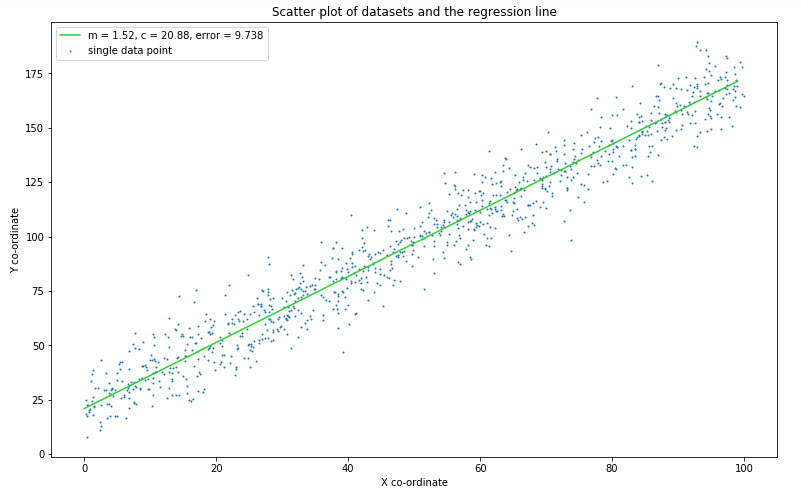 Scatter plot of datasets and the regression line
m = 1.52, c = 20.88, error = 9.738
single data point
Y co-ordinate
175
150
125
100
75
50
25
0
0 20 40 60 80 100
X co-ordinate